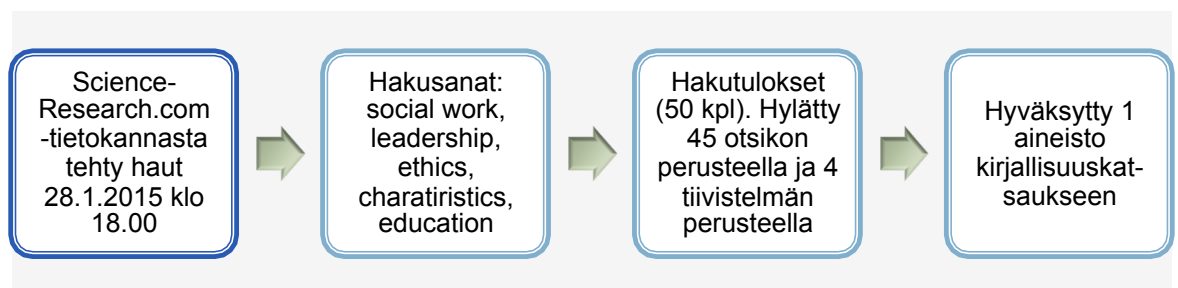 Science-
Research.com
-tietokannasta
tehty haut
28.1.2015 klo
18.00
Hakusanat:
social work,
leadership,
ethics,
charatiristics,
education
Hakutulokset
(50 kpl). Hylätty
45 otsikon
perusteella ja 4
tiivistelmän
perusteella
Hyväksytty 1
aineisto
kirjallisuuskat-
saukseen